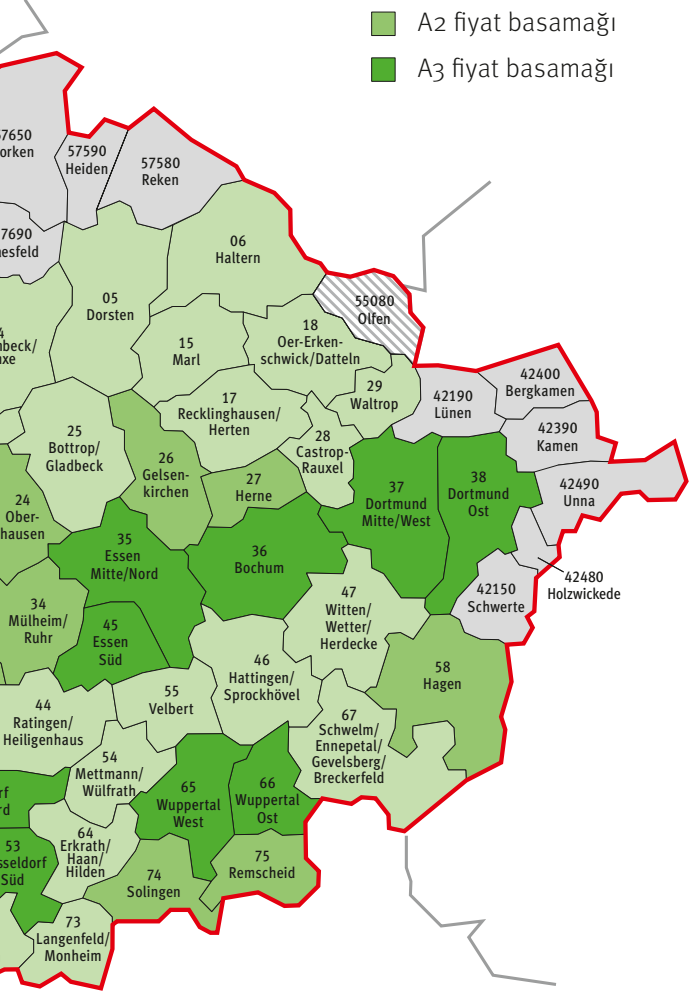 A2 fiyat basamağı
A3 fiyat basamağı
57590
Heiden
57580
Reken
06
Haltern
05
Dorsten
55080
Olfen
15
Marl
18
Oer-Erken-
schwick/Datteln
29
Waltrop
42190
Lünen
42400
Bergkamen
42390
Kamen
17
Recklinghausen/
Herten
25
Bottrop/
Gladbeck
28
Castrop-
Rauxel
26
Gelsen-
kirchen
27
Herne
37
Dortmund
Mitte/West
38
Dortmund
Ost
42490
Unna
24
Ober-
hausen
35
Essen
Mitte/Nord
36
Bochum
42480
Holzwickede
42150
Schwerte
34
Mülheim/
Ruhr
45
Essen
Süd
47
Witten/
Wetter/
Herdecke
46
Hattingen/
Sprockhövel
58
Hagen
44
Ratingen/
Heiligenhaus
55
Velbert
67
Schwelm/
Ennepetal/
Gevelsberg/
Breckerfeld
54
Mettmann/
Wülfrath
65
Wuppertal
West
66
Wuppertal
Ost
rf
rd
53
sseldorf
Süd
64
Erkrath/
Haan/
Hilden
74
Solingen
75
Remscheid
73
Langenfeld/
Monheim